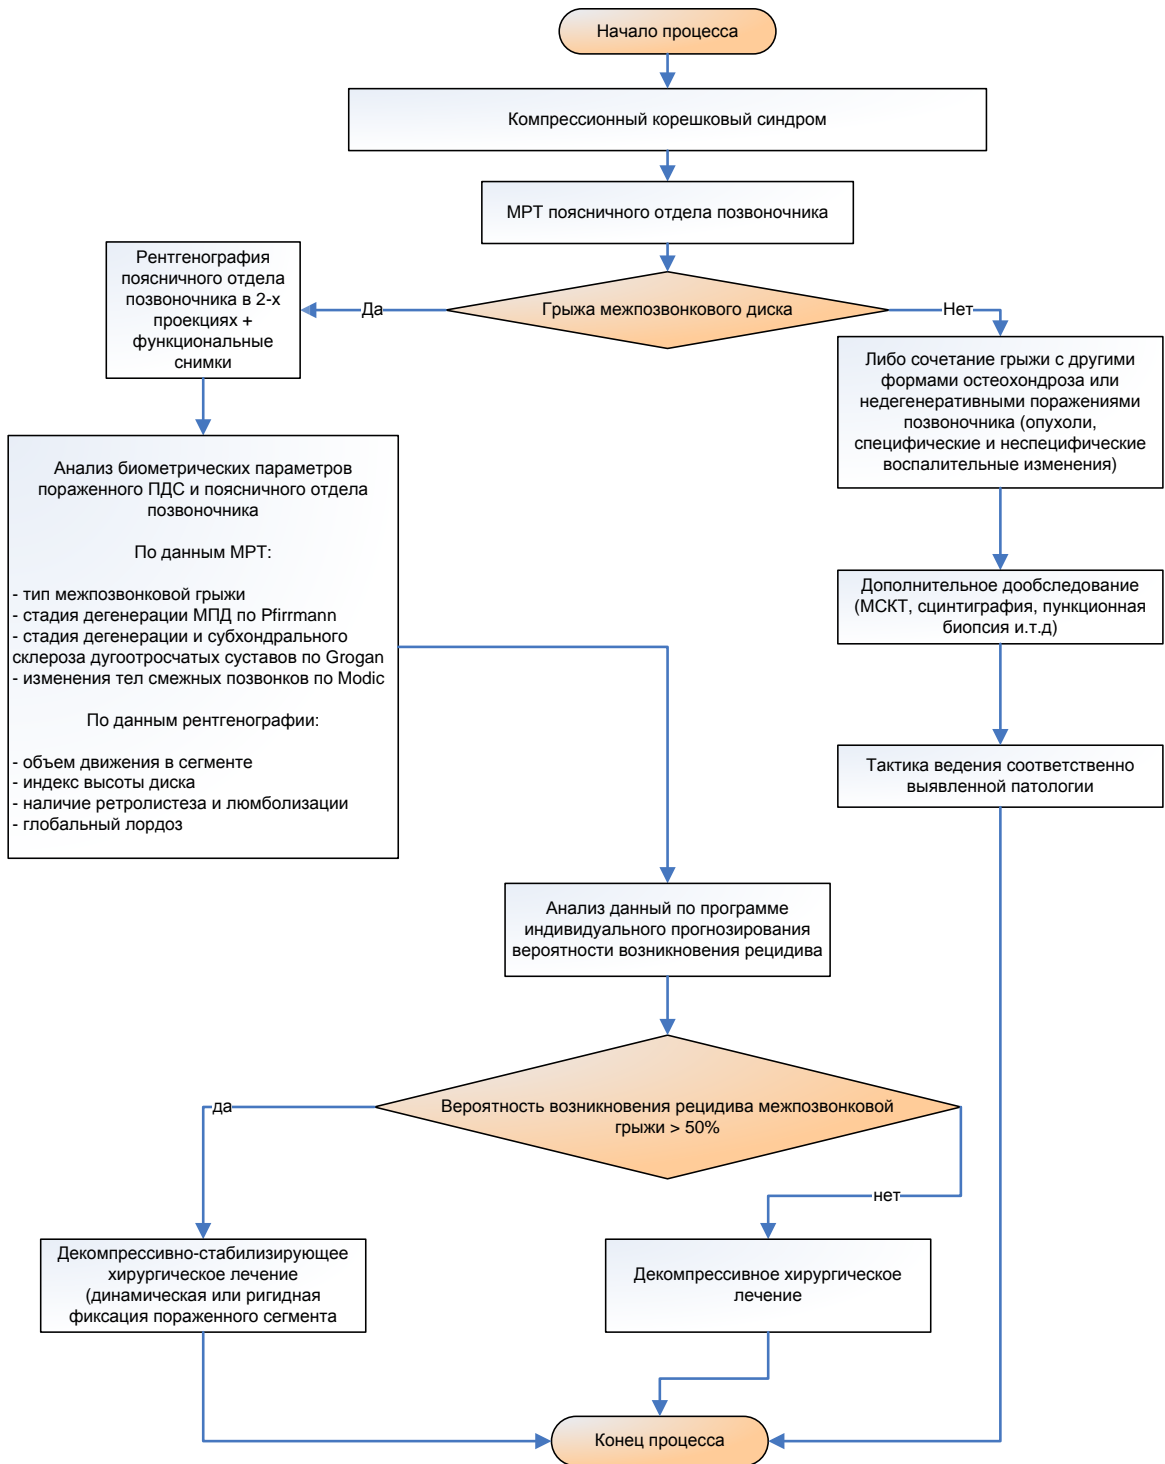 Начало процесса
Компрессионный корешковый синдром
МРТ поясничного отдела позвоночника
Грыжа межпозвонкового диска
Да
Нет
Рентгенография
поясничного отдела
позвоночника в 2-х
проекциях +
функциональные
снимки
Либо сочетание грыжи с другими
формами остеохондроза или
недегенеративными поражениями
позвоночника (опухоли,
специфические и неспецифические
воспалительные изменения)
Анализ биометрических параметров
пораженного ПДС и поясничного отдела
позвоночника
По данным МРТ:
- тип межпозвонковой грыжи
- стадия дегенерации МПД по Pfirrmann
- стадия дегенерации и субхондрального
склероза дугоотросчатых суставов по Grogan
- изменения тел смежных позвонков по Modic
По данным рентгенографии:
- объем движения в сегменте
- индекс высоты диска
- наличие ретролистеза и люмболизации
- глобальный лордоз
Дополнительное дообследование
(МСКТ, сцинтиграфия, пункционная
биопсия и.т.д)
Тактика ведения соответственно
выявленной патологии
Анализ данный по программе
индивидуального прогнозирования
вероятности возникновения рецидива
Вероятность возникновения рецидива межпозвонковой
грыжи > 50%
да
нет
Декомпрессивно-стабилизирующее
хирургическое лечение
(динамическая или ригидная
фиксация пораженного сегмента
Декомпрессивное хирургическое
лечение
Конец процесса